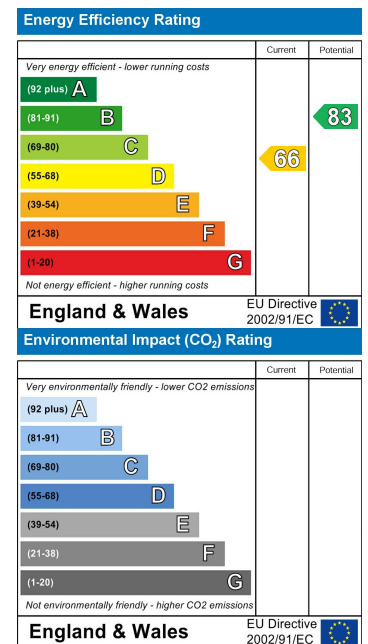 Energy Efficiency Rating
Current Potential
Very energy efficient - lower running costs
(92 plus) A
(81-91) B
83
(69-80) C
66
(55-68) D
(39-54) E
(21-38) F
(1-20) G
Not energy efficient - higher running costs
England & Wales
EU Directive
2002/91/EC
Environmental Impact (CO₂) Rating
Current Potential
Very environmentally friendly - lower CO2 emissions
(92 plus) A
(81-91) B
(69-80) C
(55-68) D
(39-54) E
(21-38) F
(1-20) G
Not environmentally friendly - higher CO2 emissions
England & Wales
EU Directive
2002/91/EC